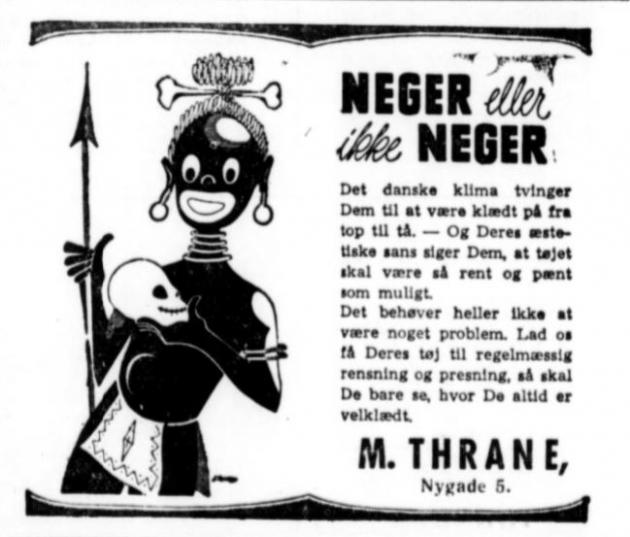 NEGER eller
ikke NEGER
Det danske klima tvinger
Dem til at være klædt på fra
top til tå. — Og Deres æste-
tiske sans siger Dem, at tøjet
skal være så rent og pænt
som muligt.
Det behøver heller ikke at
være noget problem. Lad os
få Deres tøj til regelmæssig
rensning og presning, så skal
De bare se, hvor De altid er
velklædt.
M. THRANE,
Nygade 5.